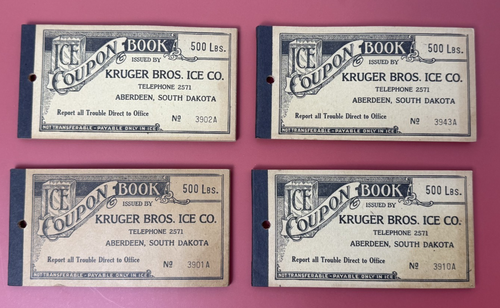 ICE COUPON BOOK 500 LBS.
ISSUED BY
KRUGER BROS. ICE CO.
TELEPHONE 2571
ABERDEEN, SOUTH DAKOTA
Report all Trouble Direct to Office
No 3902A
NOT TRANSFERABLE - PAYABLE ONLY IN ICE
ICE COUPON BOOK 500 LBS.
ISSUED BY
KRUGER BROS. ICE CO.
TELEPHONE 2571
ABERDEEN, SOUTH DAKOTA
Report all Trouble Direct to Office
No 3943A
NOT TRANSFERABLE - PAYABLE ONLY IN ICE
ICE COUPON BOOK 500 LBS.
ISSUED BY
KRUGER BROS. ICE CO.
TELEPHONE 2571
ABERDEEN, SOUTH DAKOTA
Report all Trouble Direct to Office
No 3901A
NOT TRANSFERABLE - PAYABLE ONLY IN ICE
ICE COUPON BOOK 500 LBS.
ISSUED BY
KRUGER BROS. ICE CO.
TELEPHONE 2571
ABERDEEN, SOUTH DAKOTA
Report all Trouble Direct to Office
No 3910A
NOT TRANSFERABLE - PAYABLE ONLY IN ICE